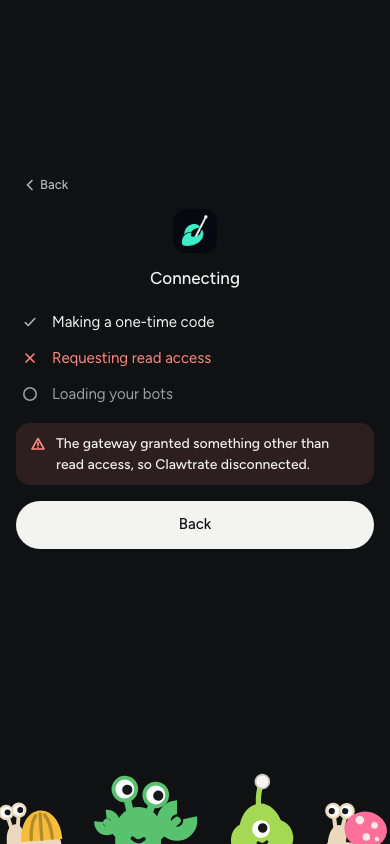 Back
Connecting
Making a one-time code
Requesting read access
Loading your bots
The gateway granted something other than
read access, so Clawtrate disconnected.
Back